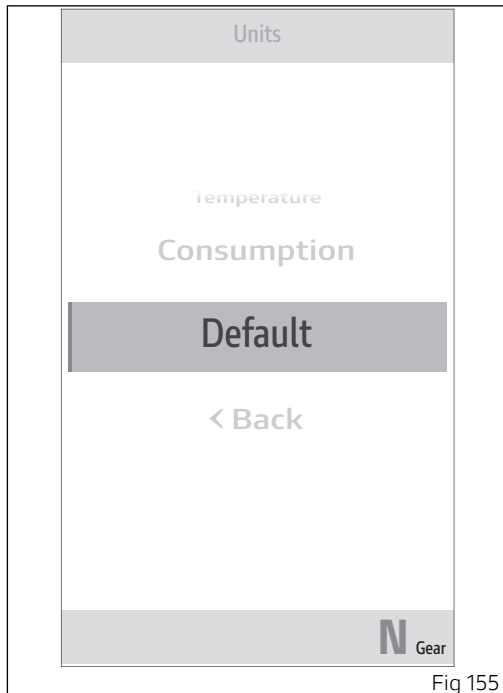 Units
Temperature
Consumption
Default
< Back
N Gear
Fig 155